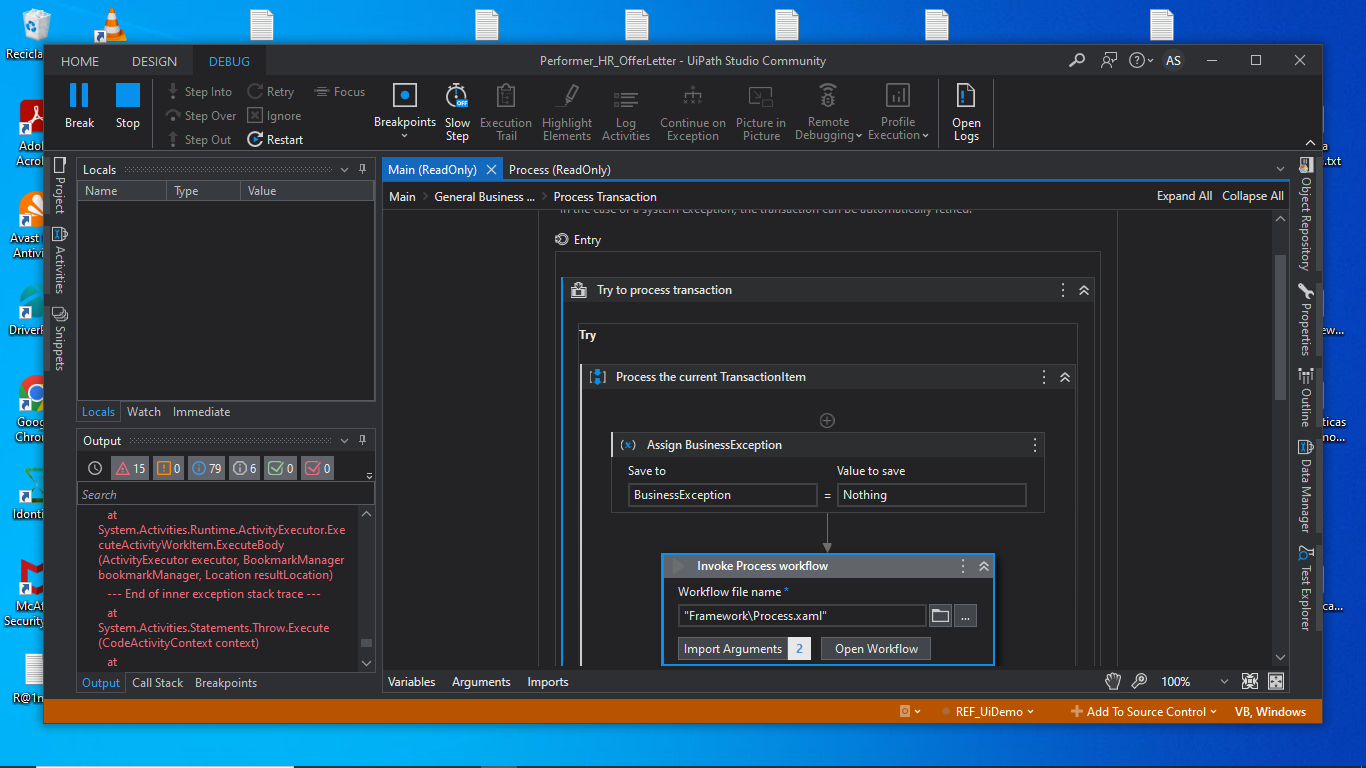 Recicla
HOME
DESIGN
DEBUG
Performer_HR_OfferLetter - UiPath Studio Community
AS
Break
Stop
Step Into
Retry
Focus
Step Over
Ignore
Step Out
Restart
Breakpoints
Slow Step
OFF
Execution Trail
Highlight Elements
Log Activities
Continue on Exception
Picture in Picture
Remote Debugging
Profile Execution
Open Logs
Adob
Acroba
a
.txt
Locals
Name
Type
Value
Main (ReadOnly)
Process (ReadOnly)
Main
General Business ...
Process Transaction
Expand All
Collapse All
in the case of a system exception, the transaction can be automatically retried.
Project
Activities
Snippets
Object Repository
Properties
Outline
Data Manager
Test Explorer
Avast
Antivi
DriverF
Goog
Chron
Idonti
McAf
Security
R@1n
ew...
ticas
no...
ca...
Entry
Try to process transaction
Try
Process the current TransactionItem
Assign BusinessException
Save to
Value to save
BusinessException
=
Nothing
Invoke Process workflow
Workflow file name *
"Framework\Process.xaml"
...
Import Arguments
2
Open Workflow
Locals
Watch
Immediate
Output
15
0
79
6
0
0
Search
at
System.Activities.Runtime.ActivityExecutor.Exe
cuteActivityWorkItem.ExecuteBody
(ActivityExecutor executor, BookmarkManager
bookmarkManager, Location resultLocation)
--- End of inner exception stack trace ---
at
System.Activities.Statements.Throw.Execute
(CodeActivityContext context)
at
Output
Call Stack
Breakpoints
Variables
Arguments
Imports
100%
REF_UiDemo
Add To Source Control
VB, Windows